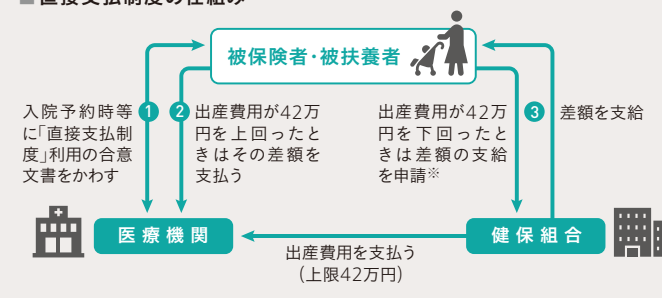 ■直接支払制度の仕組み
被保険者・被扶養者
入院予約時等
に「直接支払制
度」利用の合意
文書をかわす
1
2
出産費用が42万
円を上回ったと
きはその差額を
支払う
出産費用が42万
円を下回ったと
きは差額の支給
を申請※
3
差額を支給
医療機関
健保組合
出産費用を支払う
（上限42万円）